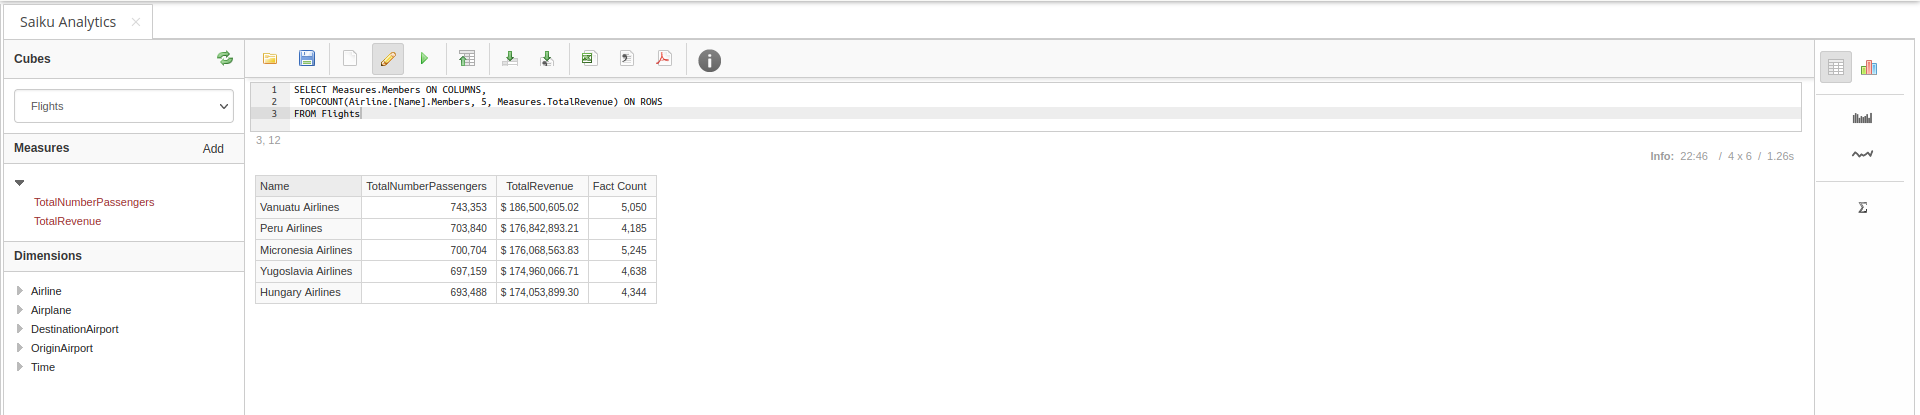 Saiku Analytics
Cubes
Flights
Measures Add
TotalNumberPassengers
TotalRevenue
Dimensions
Airline
Airplane
DestinationAirport
OriginAirport
Time
1 SELECT Measures.Members ON COLUMNS,
2 TOPCOUNT(Airline.[Name].Members, 5, Measures.TotalRevenue) ON ROWS
3 FROM Flights
3, 12
Info: 22:46 / 4 x 6 / 1.26s
Name TotalNumberPassengers TotalRevenue Fact Count
Vanuatu Airlines 743,353 $ 186,500,605.02 5,050
Peru Airlines 703,840 $ 176,842,893.21 4,185
Micronesia Airlines 700,704 $ 176,068,563.83 5,245
Yugoslavia Airlines 697,159 $ 174,960,066.71 4,638
Hungary Airlines 693,488 $ 174,053,899.30 4,344
Σ